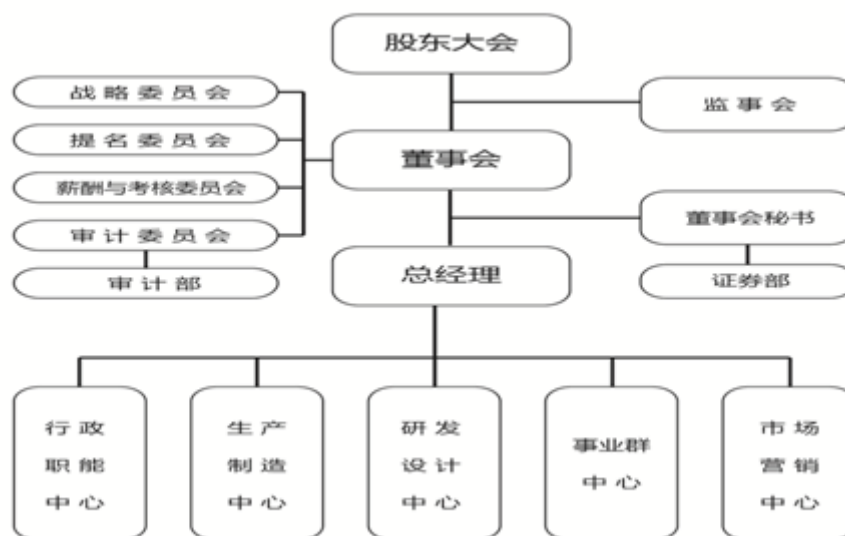 股东大会
战略委员会
监事会
提名委员会
董事会
薪酬与考核委员会
审计委员会
董事会秘书
审计部
总经理
证券部
行政
职能
中心
生产
制造
中心
研发
设计
中心
事业群
中心
市场
营销
中心